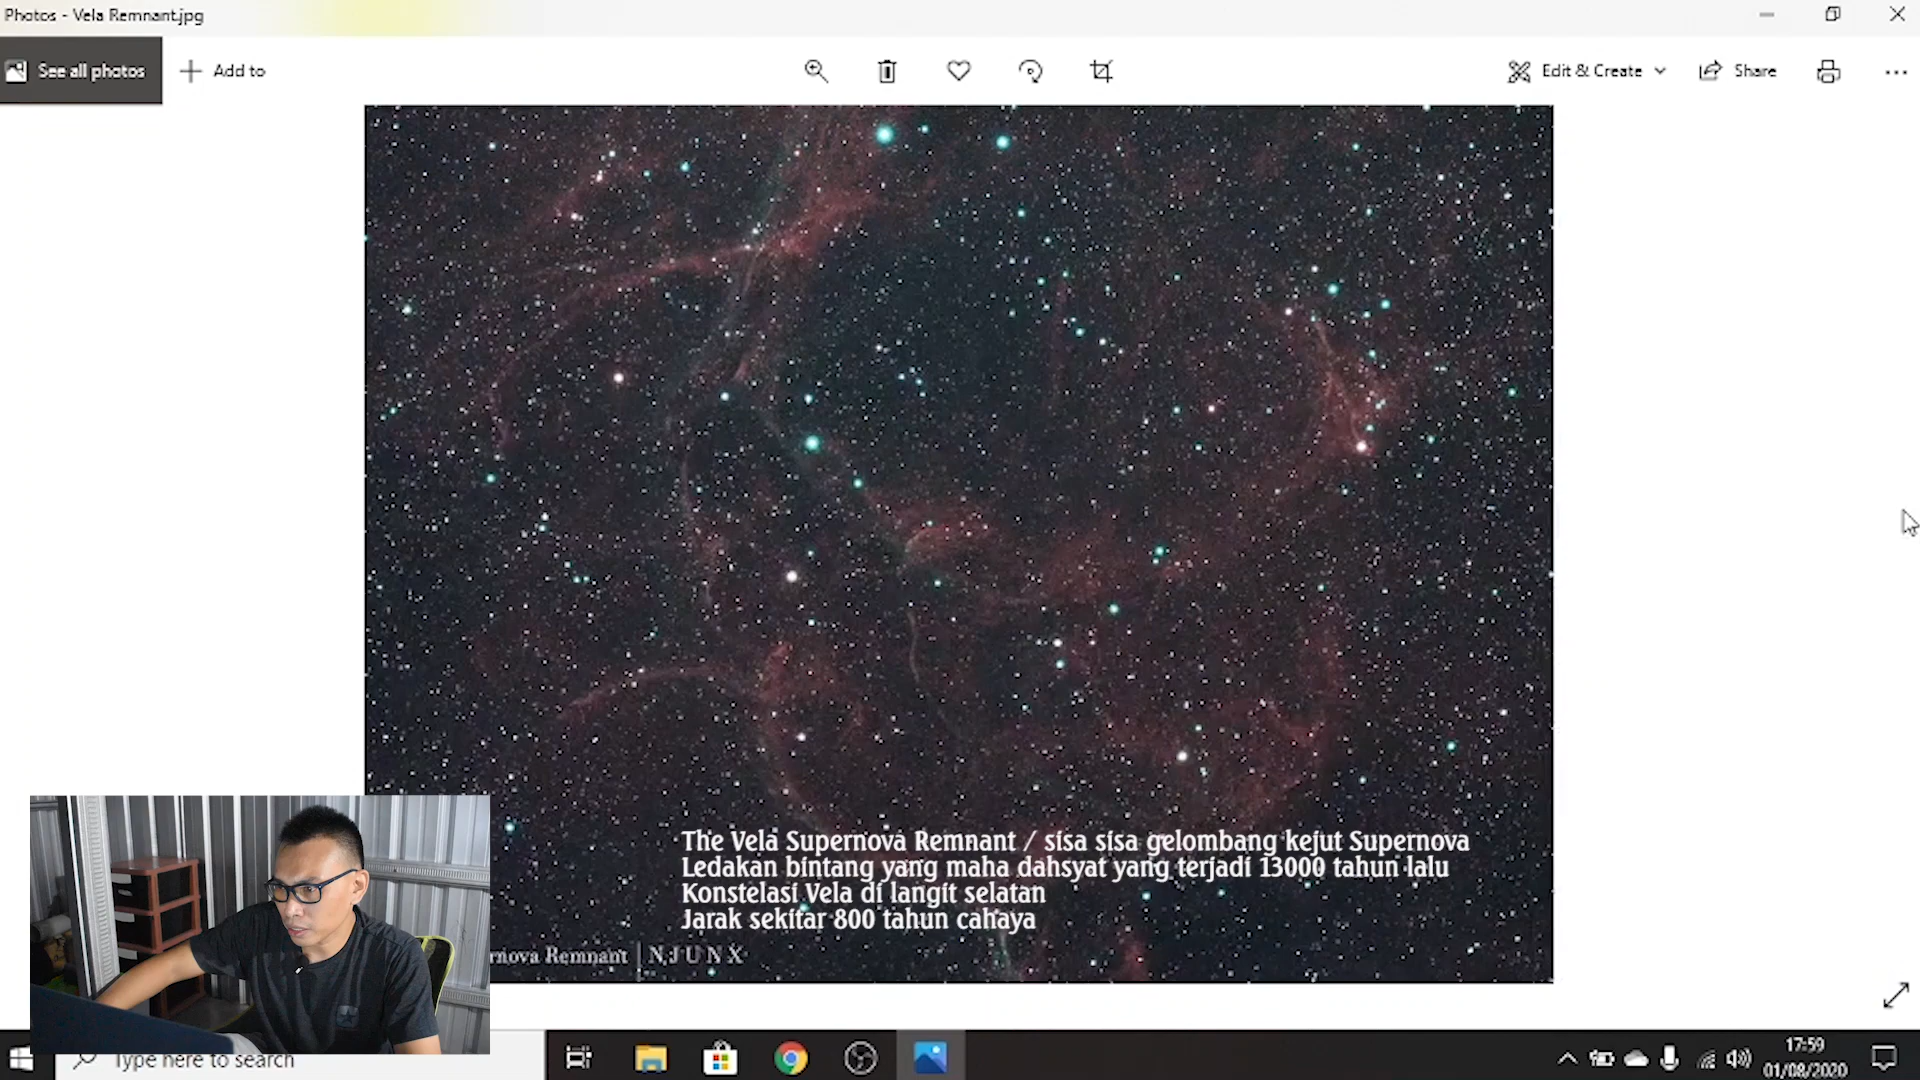 Photos - Vela Remnant.jpg
See all photos
Add to
Edit & Create
Share
The Vela Supernova Remnant / sisa sisa gelombang kejut Supernova
Ledakan bintang yang maha dahsyat yang terjadi 13000 tahun lalu
Konstelasi Vela di langit selatan
Jarak sekitar 800 tahun cahaya
rnova Remnant | NJUNX
Type here to search
17:59
01/08/2020